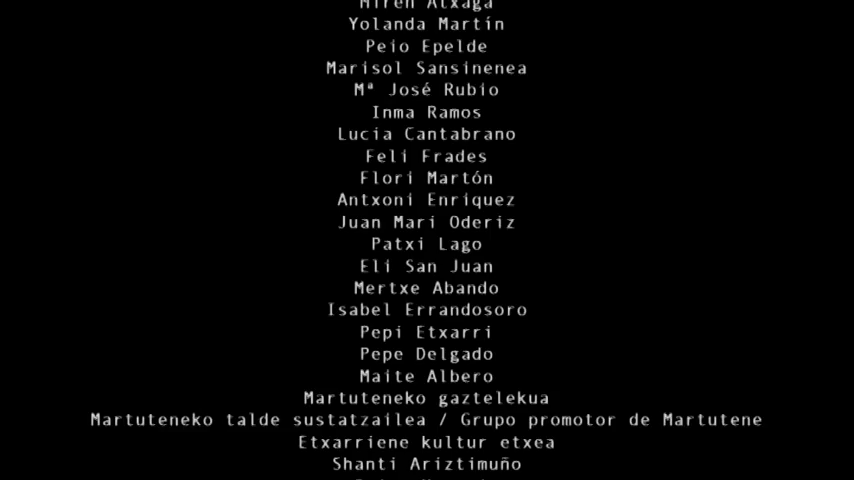 Miren Atxaga
Yolanda Martín
Peio Epelde
Marisol Sansinenea
Mª José Rubio
Inma Ramos
Lucia Cantabrano
Feli Frades
Flori Martón
Antxoni Enriquez
Juan Mari Oderiz
Patxi Lago
Eli San Juan
Mertxe Abando
Isabel Errandosoro
Pepi Etxarri
Pepe Delgado
Maite Albero
Martuteneko gaztelekua
Martuteneko talde sustatzailea / Grupo promotor de Martutene
Etxarriene kultur etxea
Shanti Ariztimuño